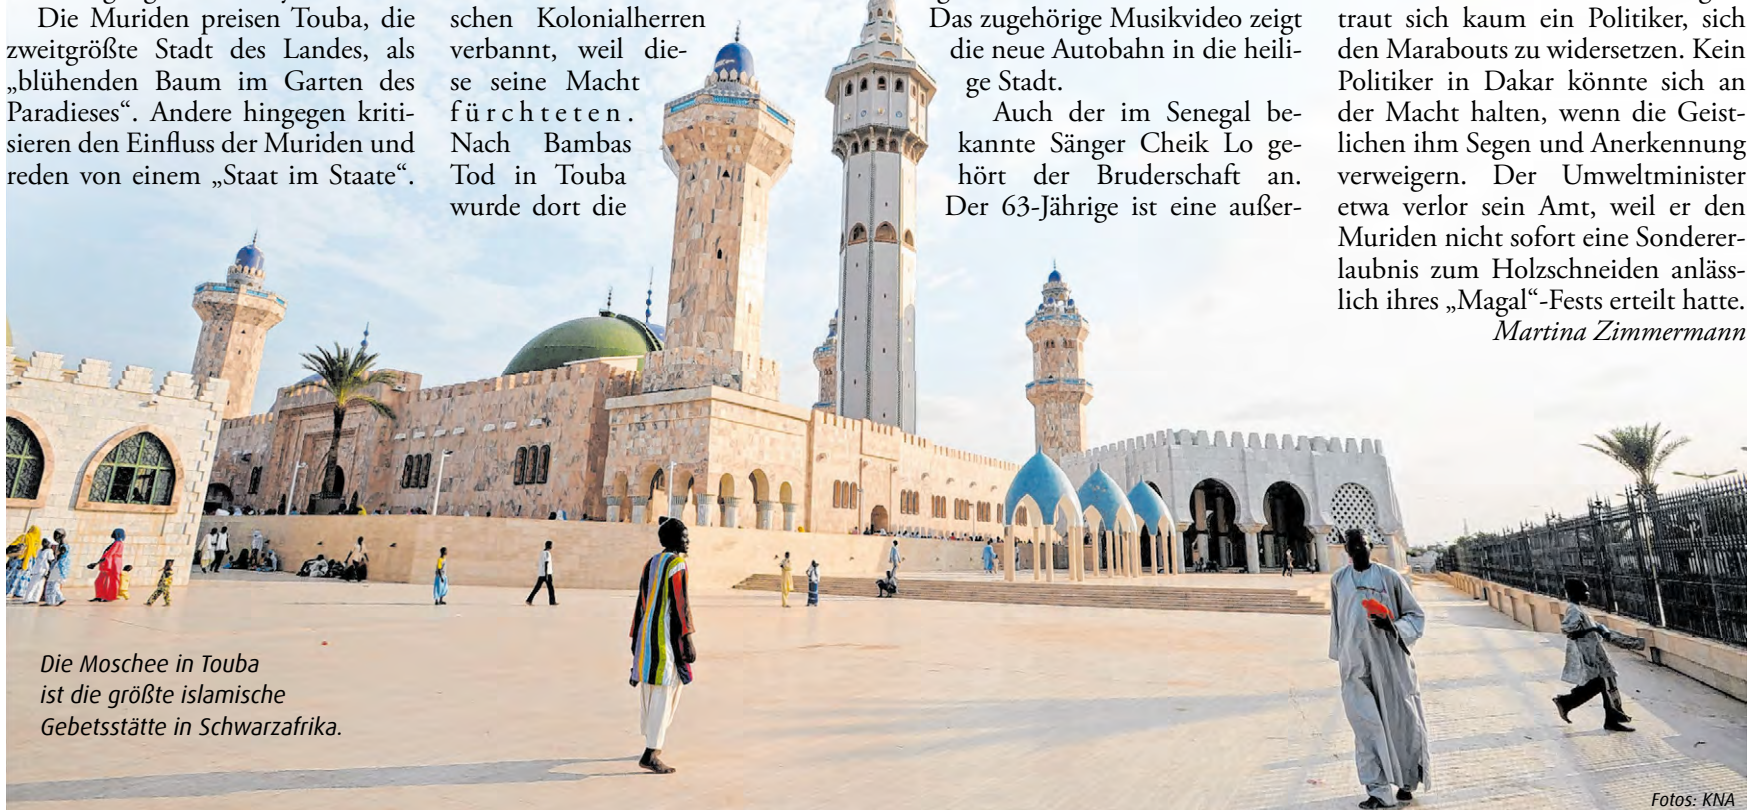 Die Muriden preisen Touba, die
zweitgrößte Stadt des Landes, als
„blühenden Baum im Garten des
Paradieses“. Andere hingegen kriti-
sieren den Einfluss der Muriden und
reden von einem „Staat im Staate“.
schen Kolonialherren
verbannt, weil die-
se seine Macht
fürchteten.
Nach Bambas
Tod in Touba
wurde dort die
Das zugehörige Musikvideo zeigt
die neue Autobahn in die heili-
ge Stadt.
Auch der im Senegal be-
kannte Sänger Cheik Lo ge-
hört der Bruderschaft an.
Der 63-Jährige ist eine außer-
traut sich kaum ein Politiker, sich
den Marabouts zu widersetzen. Kein
Politiker in Dakar könnte sich an
der Macht halten, wenn die Geist-
lichen ihm Segen und Anerkennung
verweigern. Der Umweltminister
etwa verlor sein Amt, weil er den
Muriden nicht sofort eine Sonderer-
laubnis zum Holzschneiden anläss-
lich ihres „Magal“-Fests erteilt hatte.
Martina Zimmermann
Die Moschee in Touba
ist die größte islamische
Gebetsstätte in Schwarzafrika.
Fotos: KNA